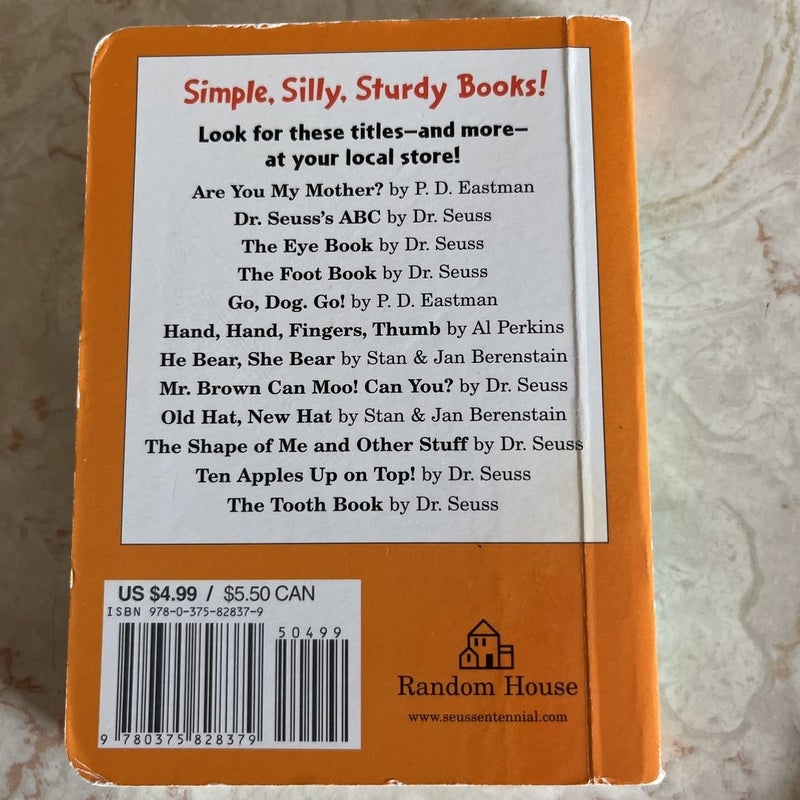 Simple, Silly, Sturdy Books!
Look for these titles—and more—
at your local store!
Are You My Mother? by P. D. Eastman
Dr. Seuss's ABC by Dr. Seuss
The Eye Book by Dr. Seuss
The Foot Book by Dr. Seuss
Go, Dog. Go! by P. D. Eastman
Hand, Hand, Fingers, Thumb by Al Perkins
He Bear, She Bear by Stan & Jan Berenstain
Mr. Brown Can Moo! Can You? by Dr. Seuss
Old Hat, New Hat by Stan & Jan Berenstain
The Shape of Me and Other Stuff by Dr. Seuss
Ten Apples Up on Top! by Dr. Seuss
The Tooth Book by Dr. Seuss
US $4.99 / $5.50 CAN
ISBN 978-0-375-82837-9
50499
9 780375 828379
Random House
www.seussentennial.com